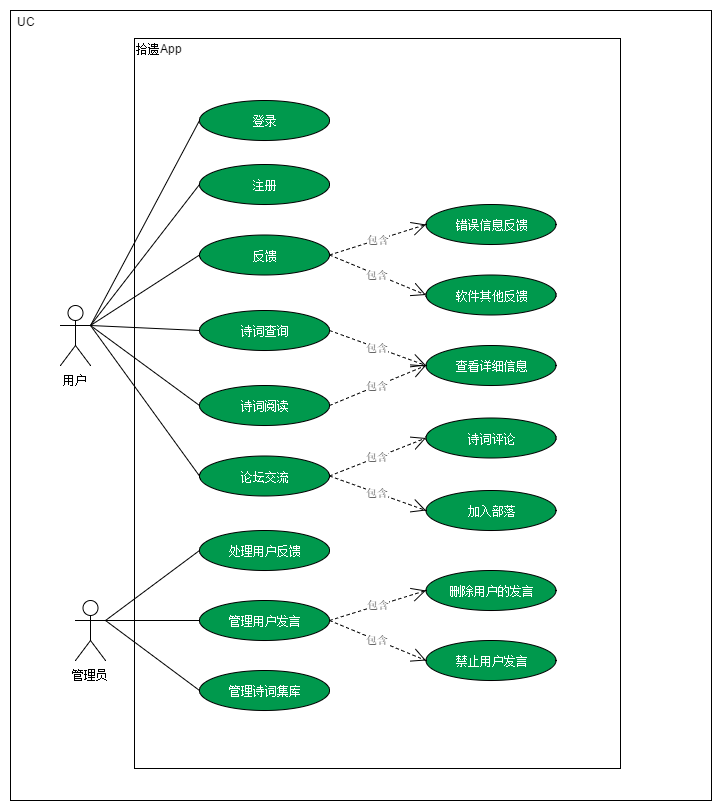 UC
拾遗App
登录
注册
错误信息反馈
包含
反馈
包含
软件其他反馈
诗词查询
包含
查看详细信息
用户
包含
诗词阅读
诗词评论
包含
论坛交流
包含
加入部落
处理用户反馈
删除用户的发言
包含
管理用户发言
包含
禁止用户发言
管理员
管理诗词集库